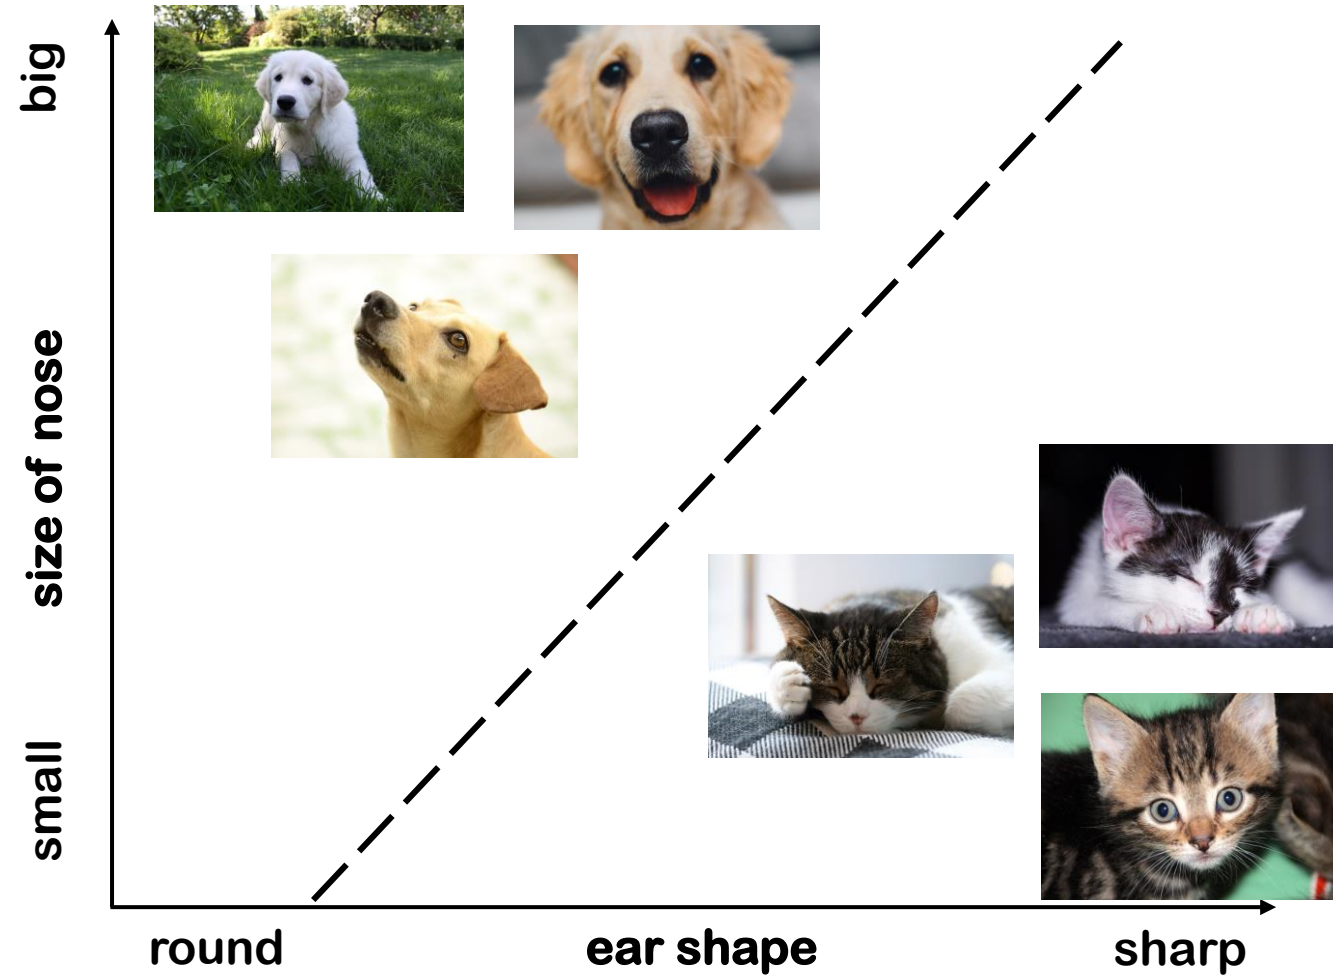 big
size of nose
small
round
ear shape
sharp